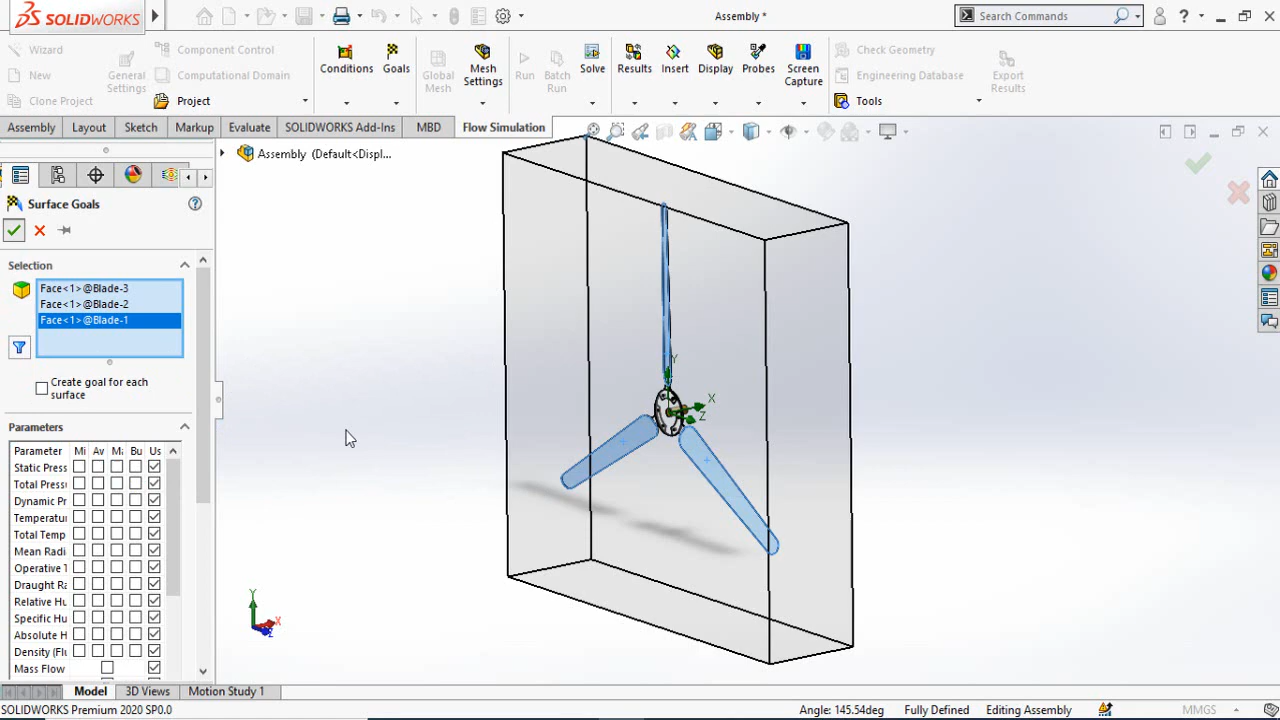 SOLIDWORKS
Assembly *
Search Commands
?
Wizard
New
Clone Project
General Settings
Component Control
Computational Domain
Project
Conditions
Goals
Global Mesh
Mesh Settings
Run
Batch Run
Solve
Results
Insert
Display
Probes
Screen Capture
Check Geometry
Engineering Database
Tools
Export Results
Assembly
Layout
Sketch
Markup
Evaluate
SOLIDWORKS Add-Ins
MBD
Flow Simulation
Assembly (Default<Displ...
Surface Goals
?
Selection
Face<1>@Blade-3
Face<1>@Blade-2
Face<1>@Blade-1
Create goal for each surface
Parameters
Parameter Mi Av Ma Bu Us
Static Press
Total Pressu
Dynamic Pr
Temperatur
Total Temp
Mean Radi
Operative T
Draught Ra
Relative Hu
Specific Hu
Absolute H
Density (Flu
Mass Flow
Y
X
Z
Y
X
Z
Model
3D Views
Motion Study 1
SOLIDWORKS Premium 2020 SP0.0
Angle: 145.54deg
Fully Defined
Editing Assembly
MMGS